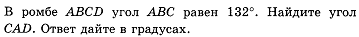 В ромбе ABCD угол ABC равен 132°. Найдите угол
CAD. Ответ дайте в градусах.